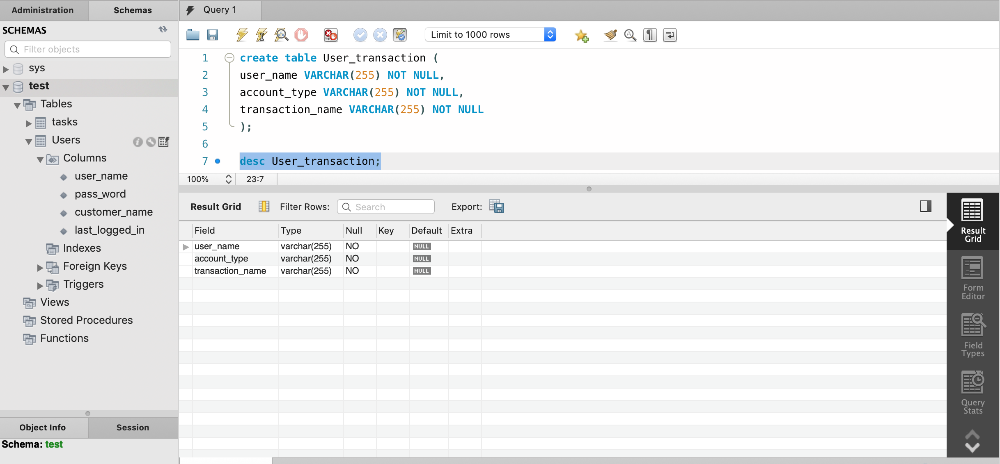 Administration
Schemas
SCHEMAS
Filter objects
sys
test
Tables
tasks
Users
Columns
user_name
pass_word
customer_name
last_logged_in
Indexes
Foreign Keys
Triggers
Views
Stored Procedures
Functions
Object Info
Session
Schema: test
Query 1
Limit to 1000 rows
1 create table User_transaction (
2 user_name VARCHAR(255) NOT NULL,
3 account_type VARCHAR(255) NOT NULL,
4 transaction_name VARCHAR(255) NOT NULL
5 );
6
7 desc User_transaction;
100% 23:7
Result Grid Filter Rows: Search Export:
Field Type Null Key Default Extra
user_name varchar(255) NO NULL
account_type varchar(255) NO NULL
transaction_name varchar(255) NO NULL
Result
Grid
Form
Editor
Field
Types
Query
Stats